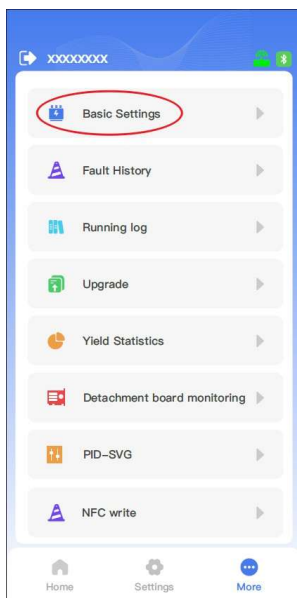 xxxxxxxx
Basic Settings
Fault History
Running log
Upgrade
Yield Statistics
Detachment board monitoring
PID-SVG
NFC write
Home Settings More